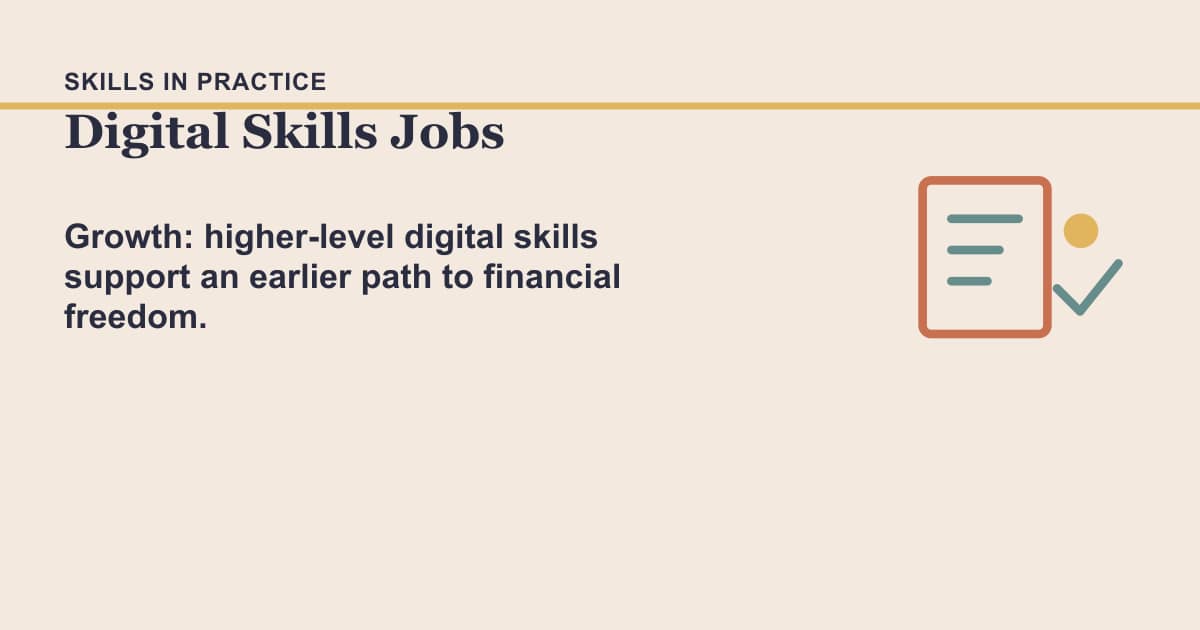 SKILLS IN PRACTICE
Digital Skills Jobs
Growth: higher-level digital skills
support an earlier path to financial
freedom.